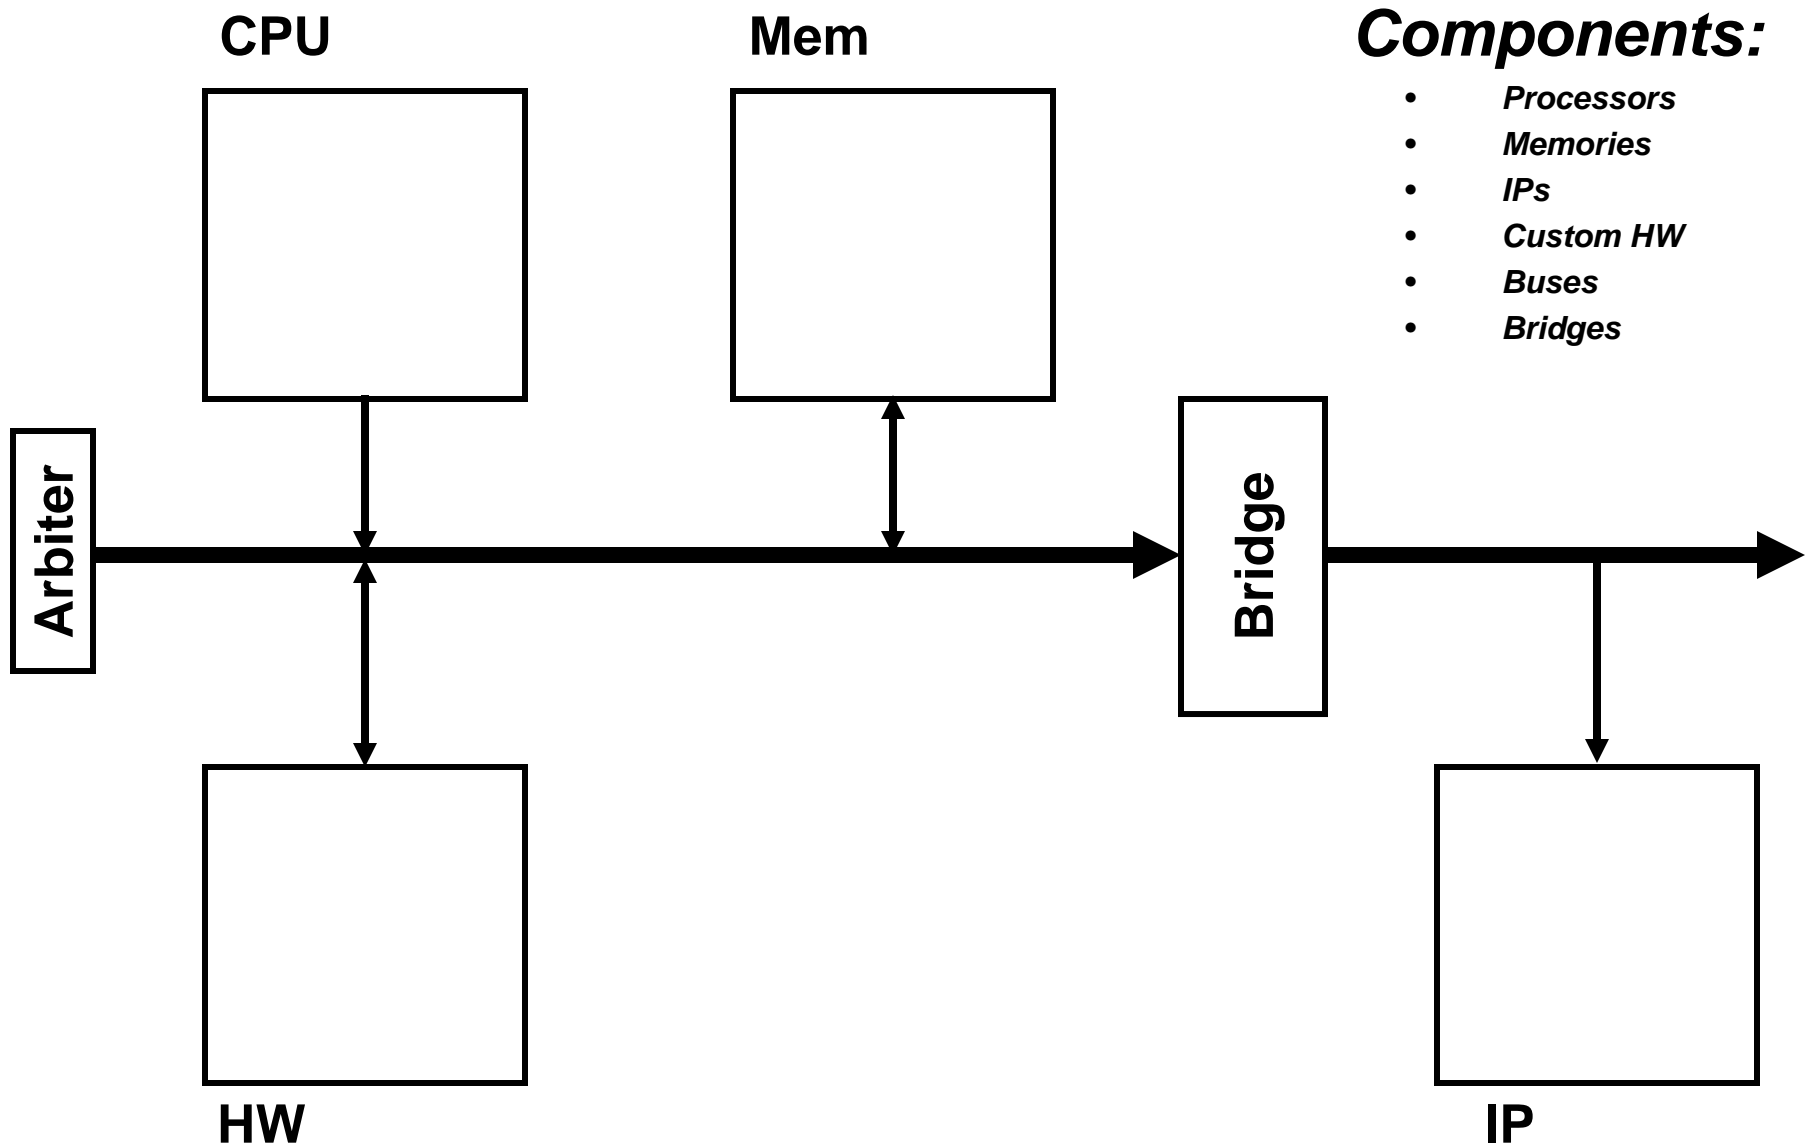 CPU
Mem
Components:
• Processors
• Memories
• IPs
• Custom HW
• Buses
• Bridges
Arbiter
Bridge
HW
IP